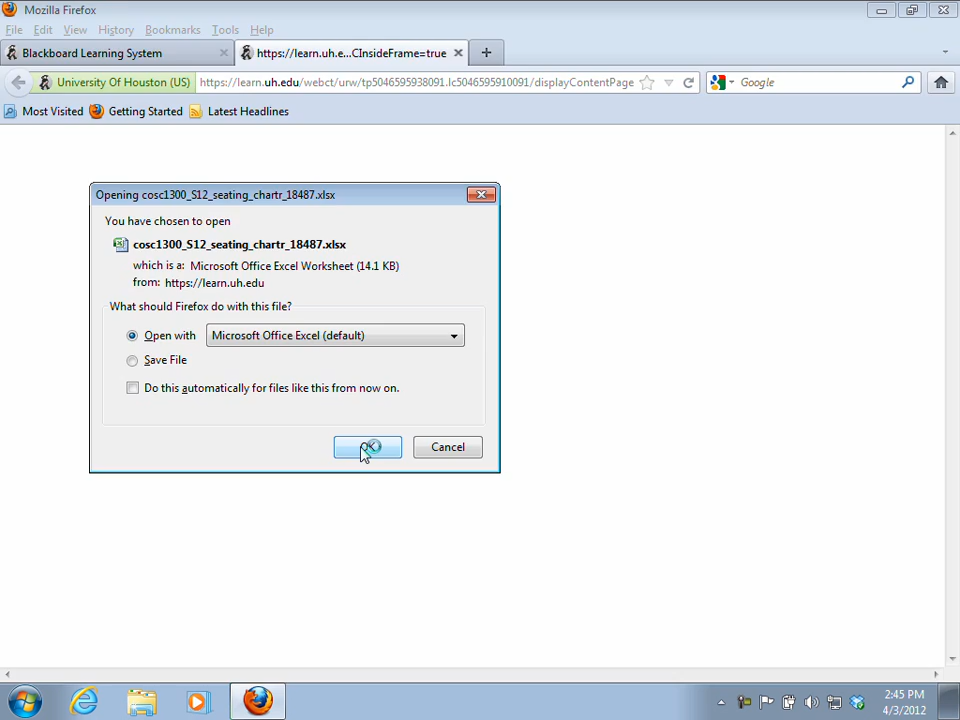 Mozilla Firefox
File Edit View History Bookmarks Tools Help
Blackboard Learning System
https://learn.uh.e...CInsideFrame=true
University Of Houston (US)
https://learn.uh.edu/webct/urw/tp5046595938091.lc5046595910091/displayContentPage
Google
Most Visited Getting Started Latest Headlines
Opening cosc1300_S12_seating_chartr_18487.xlsx
You have chosen to open
cosc1300_S12_seating_chartr_18487.xlsx
which is a: Microsoft Office Excel Worksheet (14.1 KB)
from: https://learn.uh.edu
What should Firefox do with this file?
Open with Microsoft Office Excel (default)
Save File
Do this automatically for files like this from now on.
Cancel
2:45 PM
4/3/2012